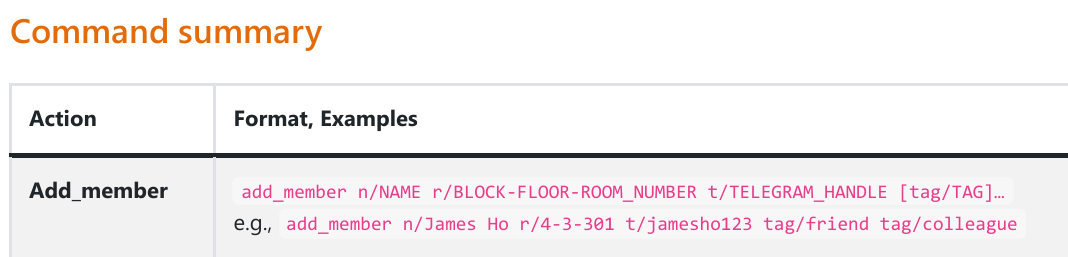 Command summary
Action Format, Examples
Add_member add_member n/NAME r/BLOCK-FLOOR-ROOM_NUMBER t/TELEGRAM_HANDLE [tag/TAG]…
e.g., add_member n/James Ho r/4-3-301 t/jamesho123 tag/friend tag/colleague